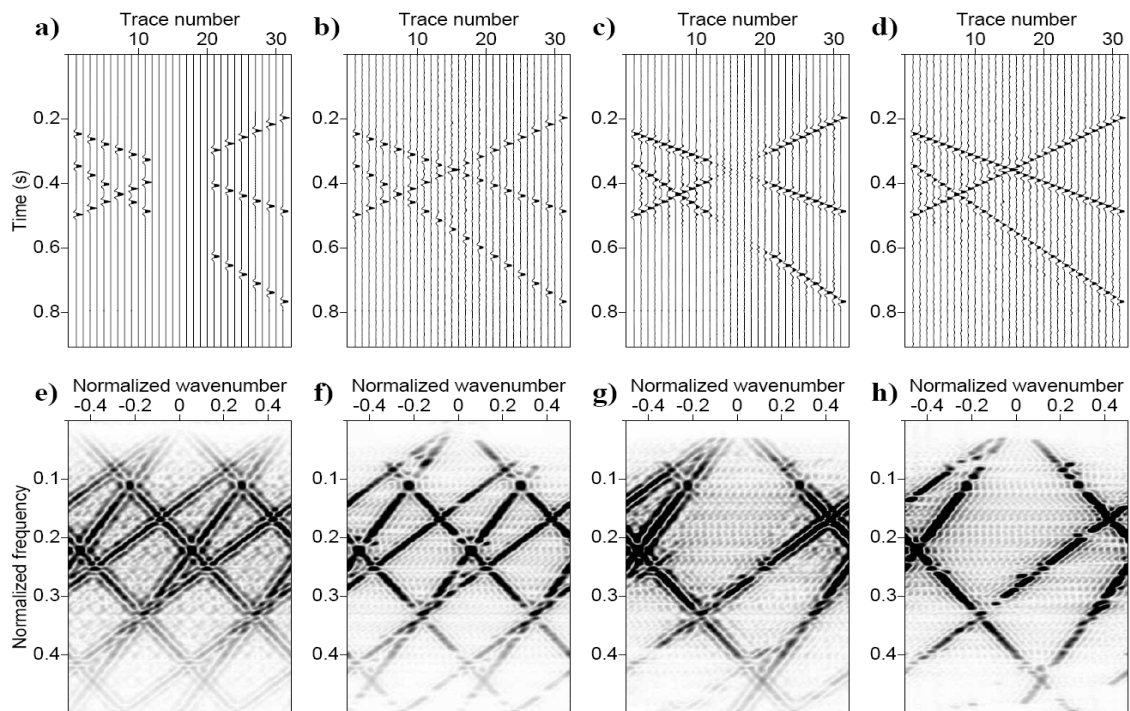 Trace number Trace number Trace number Trace number
a) 10 20 30 b) 10 20 30 c) 10 20 30 d) 10 20 30
Time (s)
0.2 0.2 0.2 0.2
0.4 0.4 0.4 0.4
0.6 0.6 0.6 0.6
0.8 0.8 0.8 0.8
e) Normalized wavenumber f) Normalized wavenumber g) Normalized wavenumber h) Normalized wavenumber
-0.4 -0.2 0 0.2 0.4 -0.4 -0.2 0 0.2 0.4 -0.4 -0.2 0 0.2 0.4 -0.4 -0.2 0 0.2 0.4
Normalized frequency
0.1 0.1 0.1 0.1
0.2 0.2 0.2 0.2
0.3 0.3 0.3 0.3
0.4 0.4 0.4 0.4